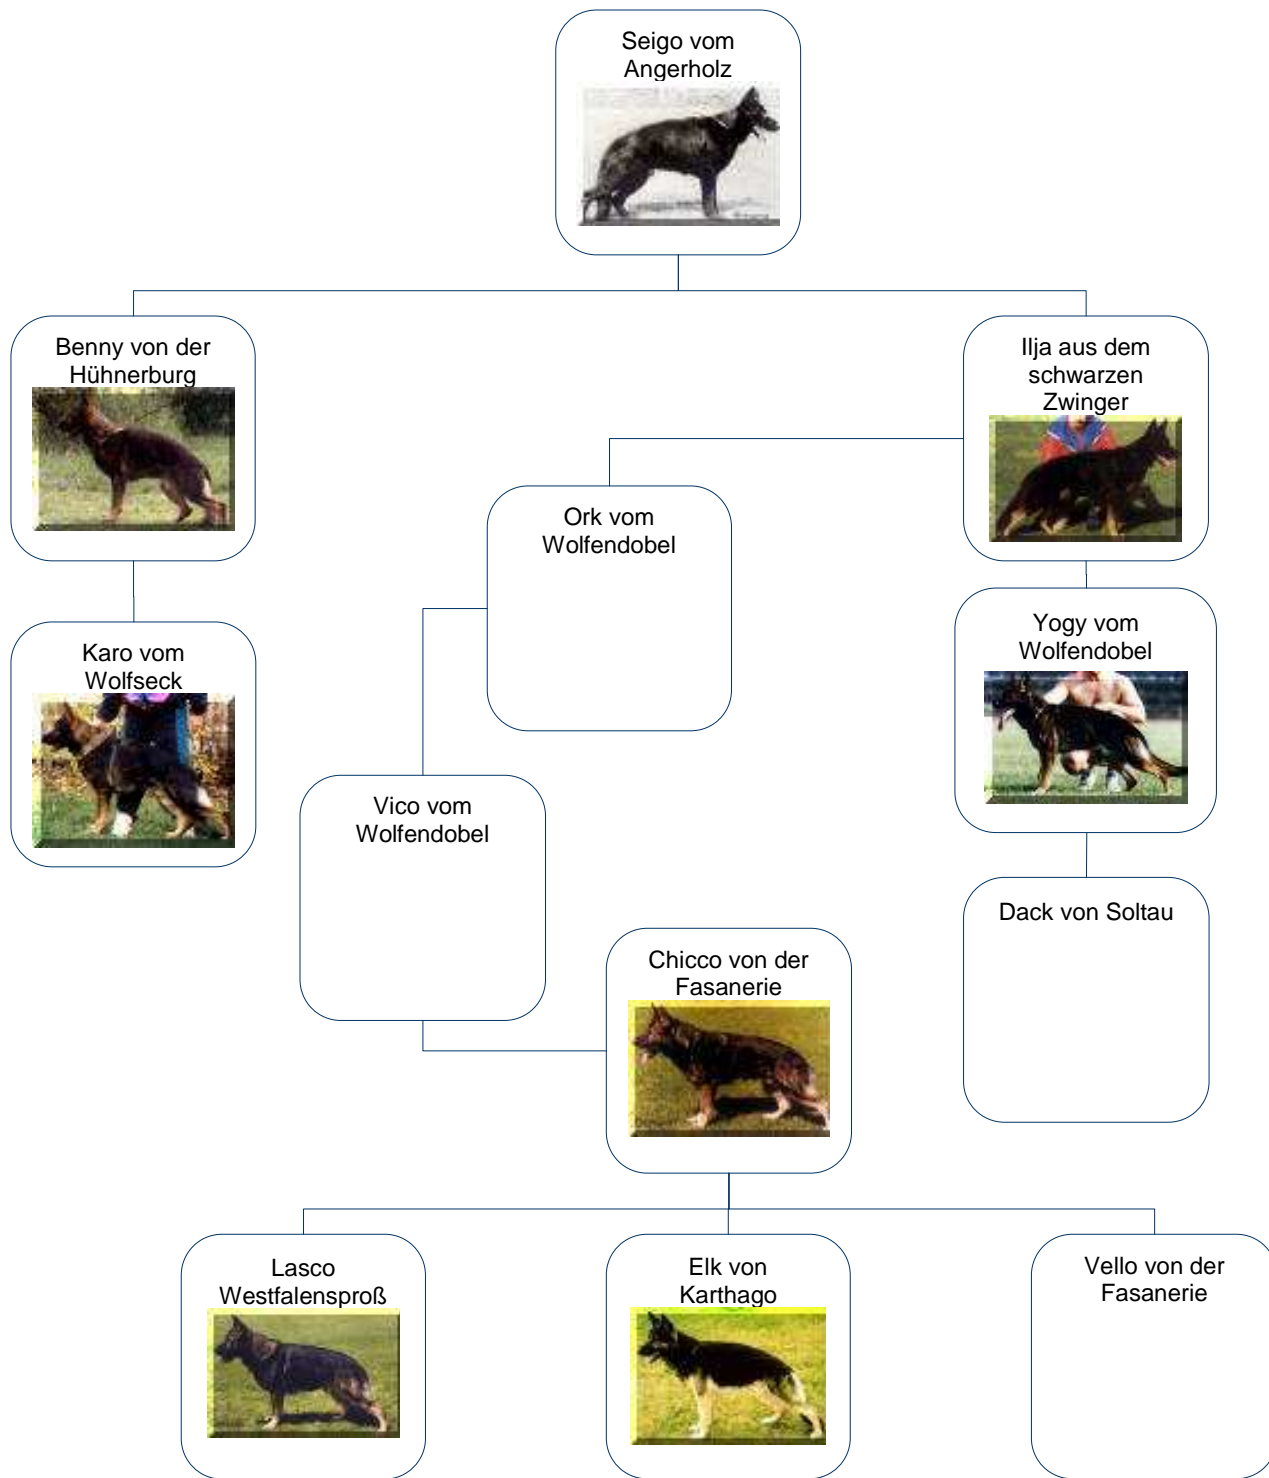 Seigo vom
Angerholz
Benny von der
Hühnerburg
Ilja aus dem
schwarzen
Zwinger
Ork vom
Wolfendobel
Karo vom
Wolfseck
Yogy vom
Wolfendobel
Vico vom
Wolfendobel
Dack von Soltau
Chicco von der
Fasanerie
Lasco
Westfalensproß
Elk von
Karthago
Vello von der
Fasanerie